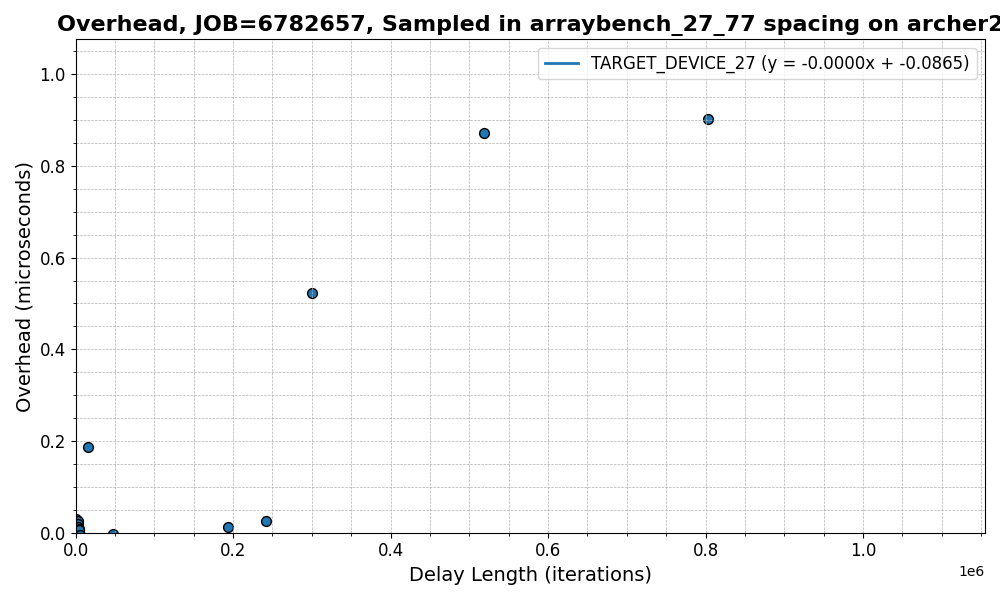 Overhead, JOB=6782657, Sampled in arraybench_27_77 spacing on archer2
TARGET_DEVICE_27 (y = -0.0000x + -0.0865)
Overhead (microseconds)
1.0
0.8
0.6
0.4
0.2
0.0
0.0 0.2 0.4 0.6 0.8 1.0
1e6
Delay Length (iterations)